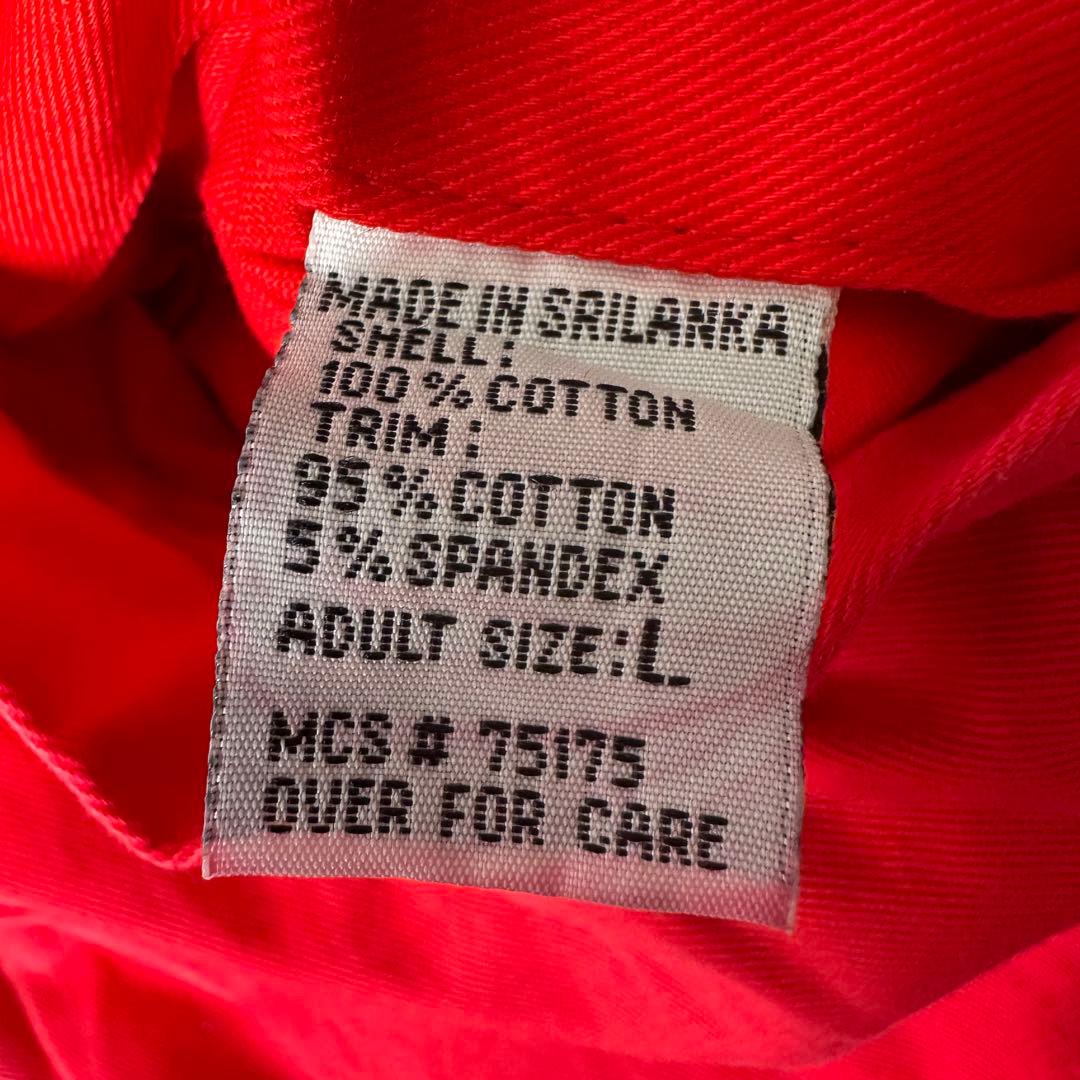 MADE IN SRILANKA
SHELL:
100% COTTON
TRIM:
95% COTTON
5% SPANDEX
ADULT SIZE:L
MCS # 75175
OVER FOR CARE